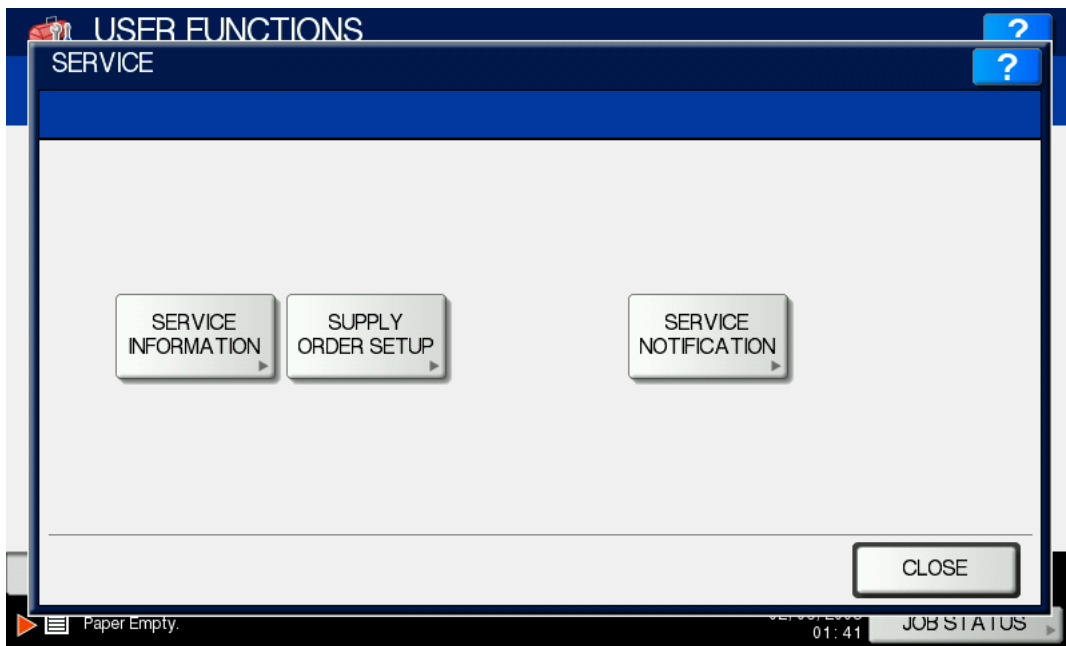 USER FUNCTIONS
?
SERVICE
?
SERVICE
INFORMATION
SUPPLY
ORDER SETUP
SERVICE
NOTIFICATION
CLOSE
Paper Empty.
01:41
JOB STATUS